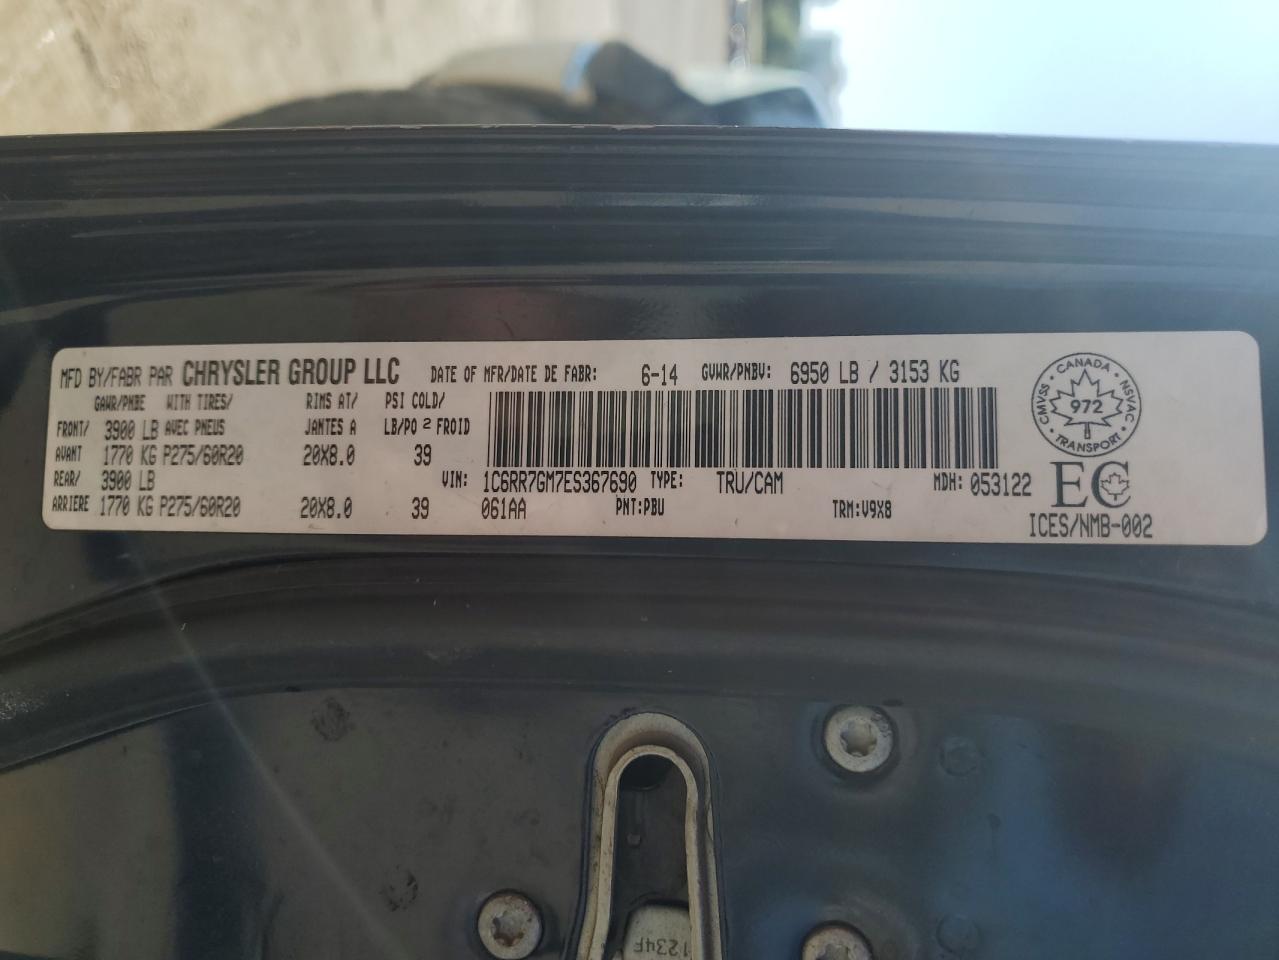 MFD BY/FABR PAR CHRYSLER GROUP LLC DATE OF MFR/DATE DE FABR: 6-14 GVWR/PNBV: 6950 LB / 3153 KG
GAWR/PNBE WITH TIRES/ RIMS AT/ PSI COLD/
FRONT/ 3900 LB AVEC PNEUS JANTES A LB/PO 2 FROID
AVANT 1770 KG P275/60R20 20X8.0 39
REAR/ 3900 LB VIN: 1C6RR7GM7ES367690 TYPE: TRU/CAM MDH: 053122
ARRIERE 1770 KG P275/60R20 20X8.0 39 061AA PNT:PBU TRM:V9X8
CANADA
CMVSS · NSVAC
972
TRANSPORT
EC
ICES/NMB-002
1234F